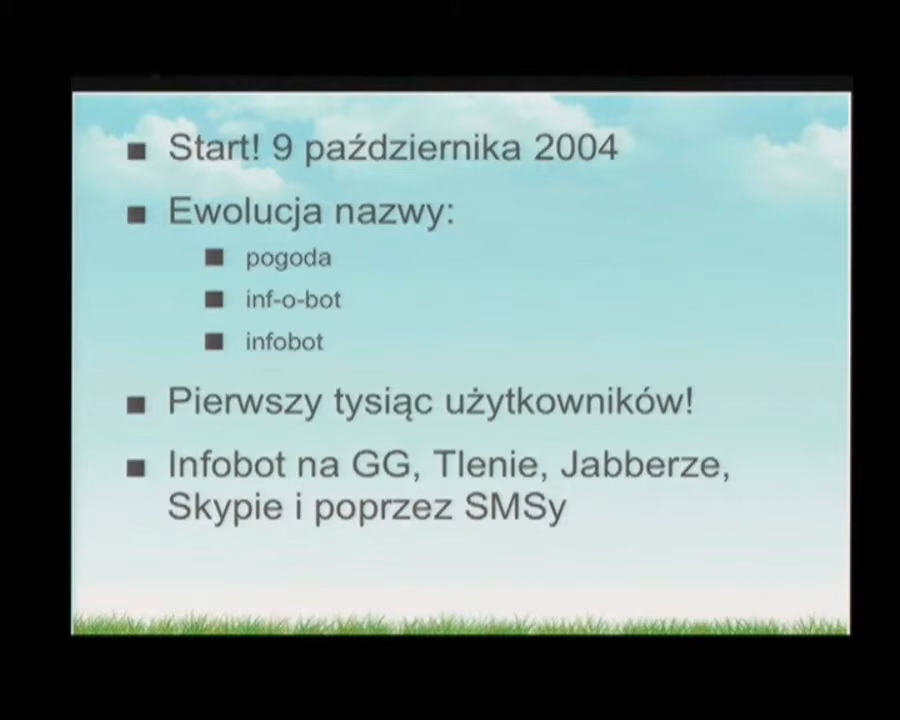 Start! 9 października 2004
Ewolucja nazwy:
pogoda
inf-o-bot
infobot
Pierwszy tysiąc użytkowników!
Infobot na GG, Tlenie, Jabberze,
Skypie i poprzez SMSy